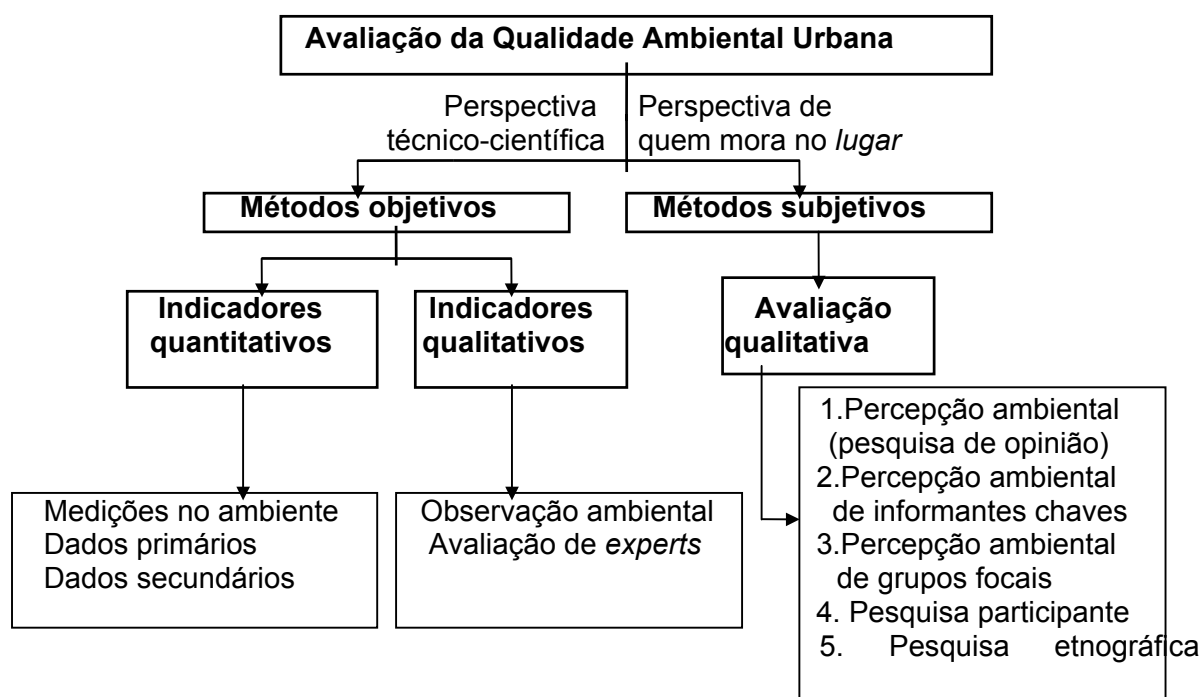 Avaliação da Qualidade Ambiental Urbana
Perspectiva
técnico-científica
Perspectiva de
quem mora no lugar
Métodos objetivos
Métodos subjetivos
Indicadores
quantitativos
Indicadores
qualitativos
Avaliação
qualitativa
Medições no ambiente
Dados primários
Dados secundários
Observação ambiental
Avaliação de experts
1.Percepção ambiental
(pesquisa de opinião)
2.Percepção ambiental
de informantes chaves
3.Percepção ambiental
de grupos focais
4. Pesquisa participante
5. Pesquisa etnográfica